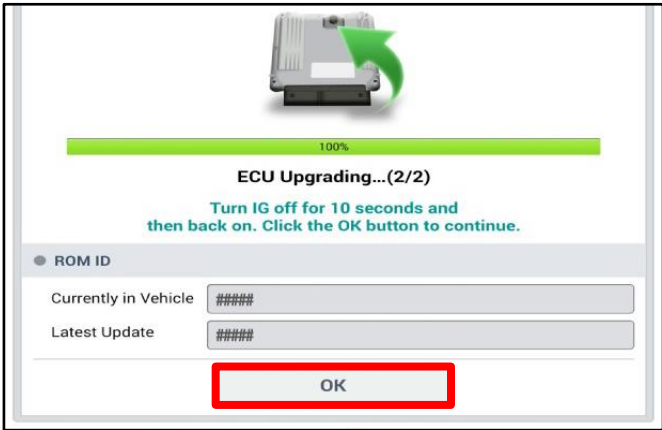 100%
ECU Upgrading...(2/2)
Turn IG off for 10 seconds and
then back on. Click the OK button to continue.
ROM ID
Currently in Vehicle #####
Latest Update #####
OK